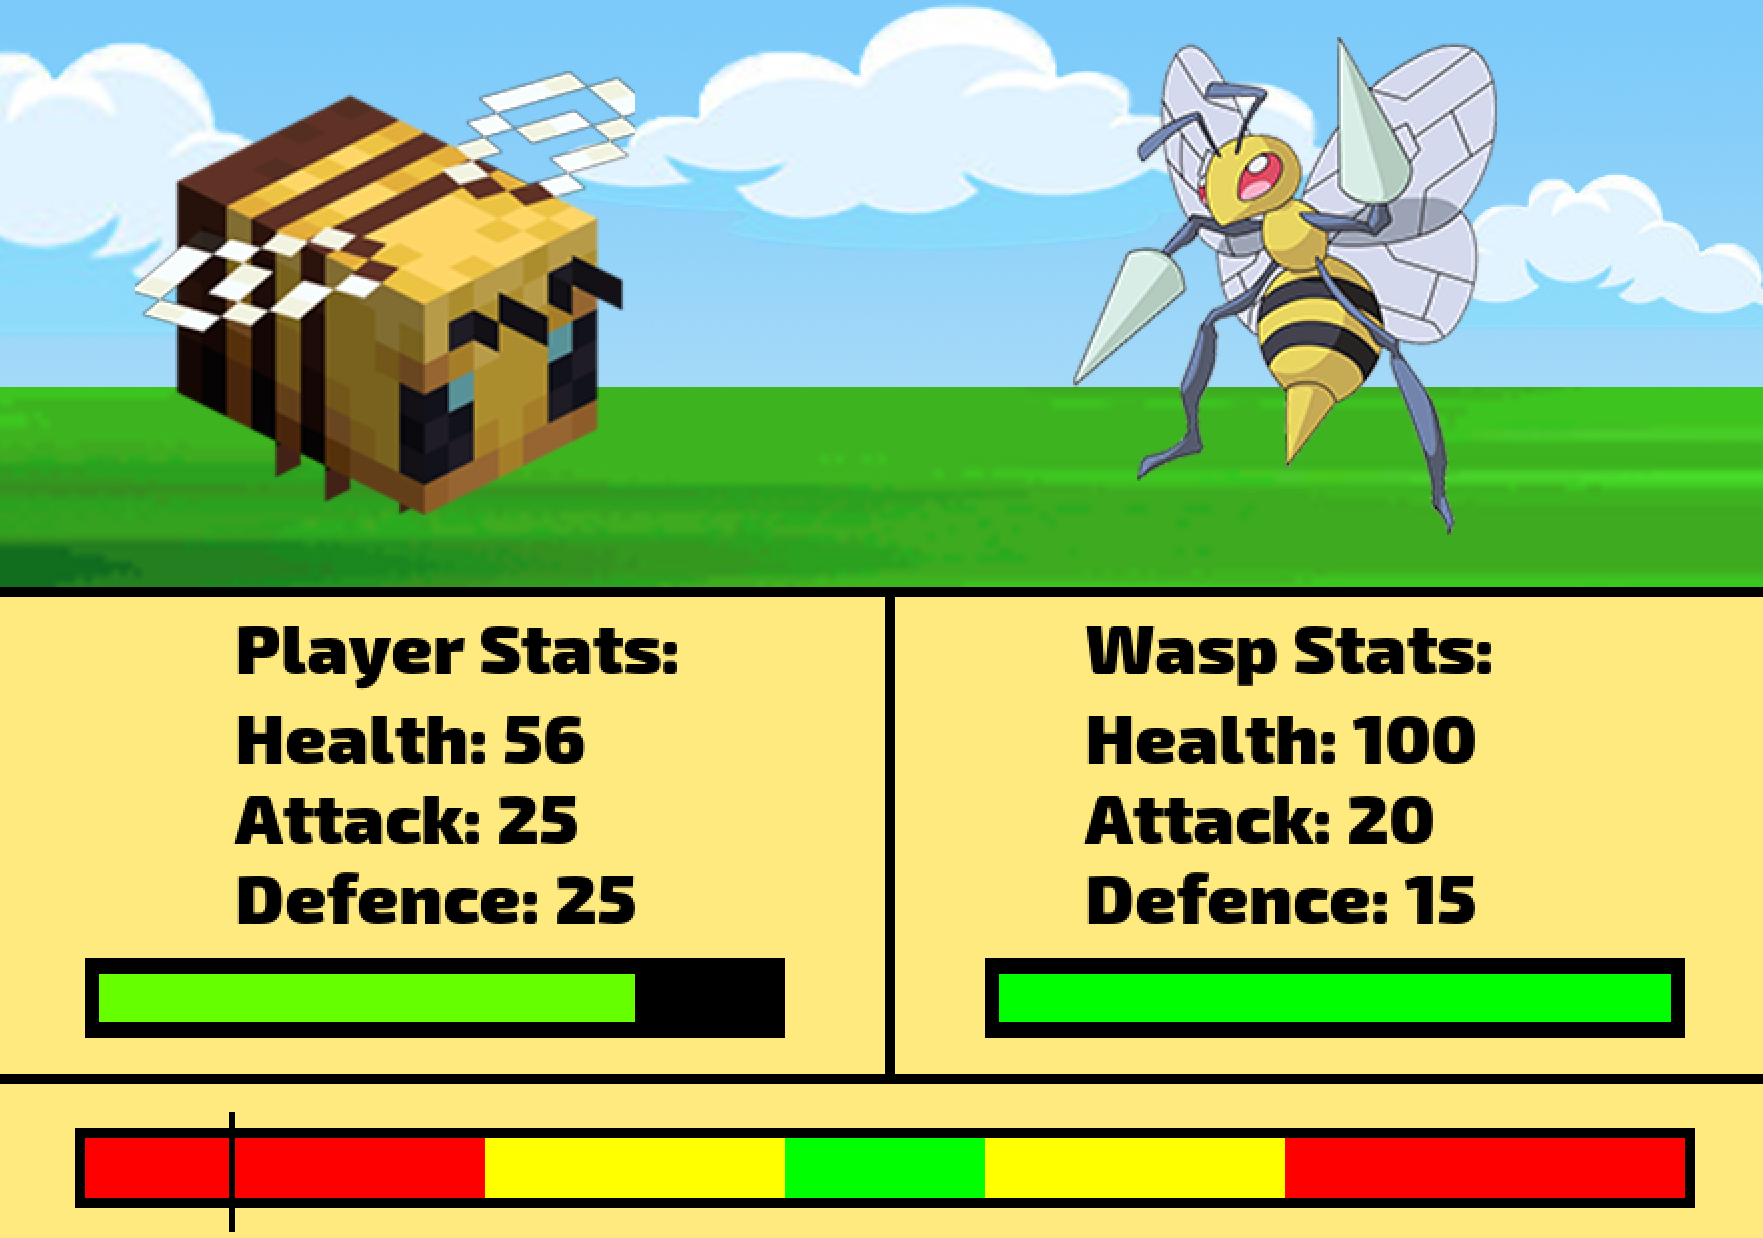 Player Stats:
Health: 56
Attack: 25
Defence: 25
Wasp Stats:
Health: 100
Attack: 20
Defence: 15